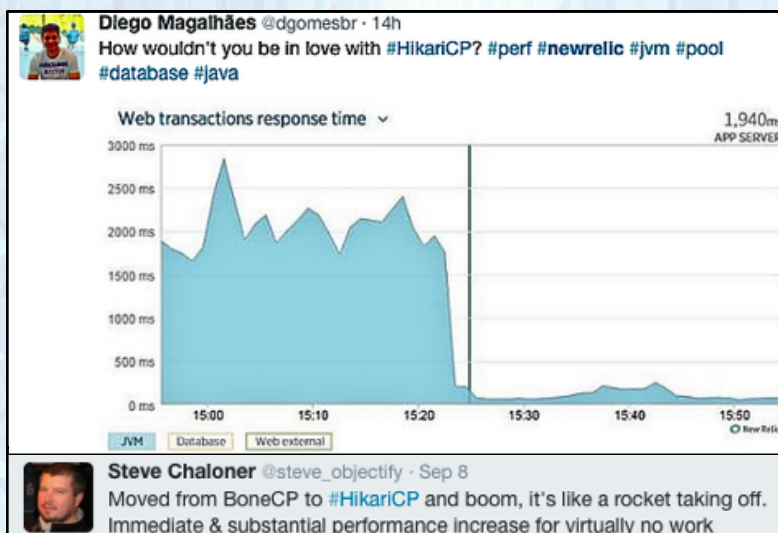 Diego Magalhães @dgomesbr · 14h
How wouldn't you be in love with #HikariCP? #perf #newrelic #jvm #pool
#database #java
Web transactions response time
1,940ms
APP SERVER
3000 ms
2500 ms
2000 ms
1500 ms
1000 ms
500 ms
0 ms
15:00 15:10 15:20 15:30 15:40 15:50
New Relic
JVM Database Web external
Steve Chaloner @steve_objectify · Sep 8
Moved from BoneCP to #HikariCP and boom, it's like a rocket taking off.
Immediate & substantial performance increase for virtually no work